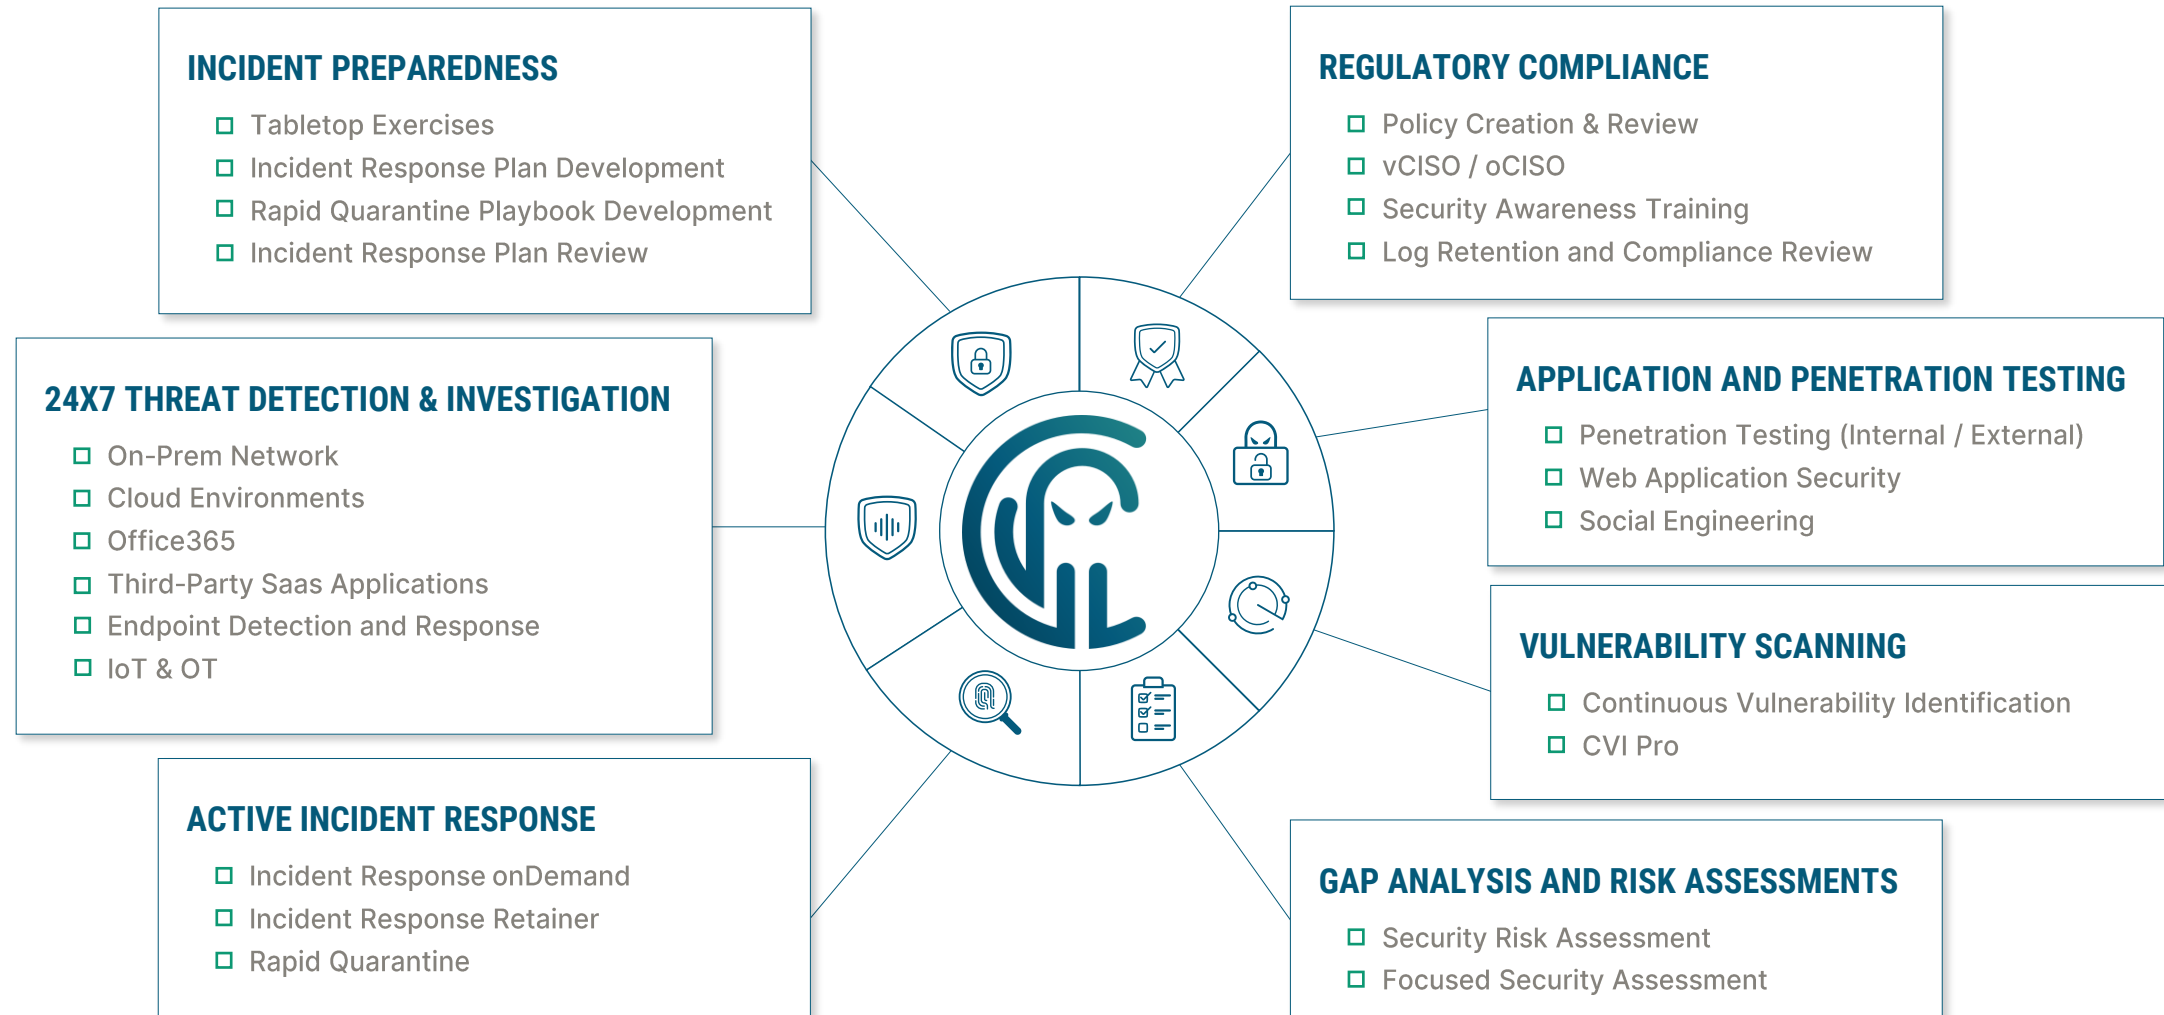 INCIDENT PREPAREDNESS
Tabletop Exercises
Incident Response Plan Development
Rapid Quarantine Playbook Development
Incident Response Plan Review
24X7 THREAT DETECTION & INVESTIGATION
On-Prem Network
Cloud Environments
Office365
Third-Party Saas Applications
Endpoint Detection and Response
IoT & OT
ACTIVE INCIDENT RESPONSE
Incident Response onDemand
Incident Response Retainer
Rapid Quarantine
REGULATORY COMPLIANCE
Policy Creation & Review
vCISO / oCISO
Security Awareness Training
Log Retention and Compliance Review
APPLICATION AND PENETRATION TESTING
Penetration Testing (Internal / External)
Web Application Security
Social Engineering
VULNERABILITY SCANNING
Continuous Vulnerability Identification
CVI Pro
GAP ANALYSIS AND RISK ASSESSMENTS
Security Risk Assessment
Focused Security Assessment